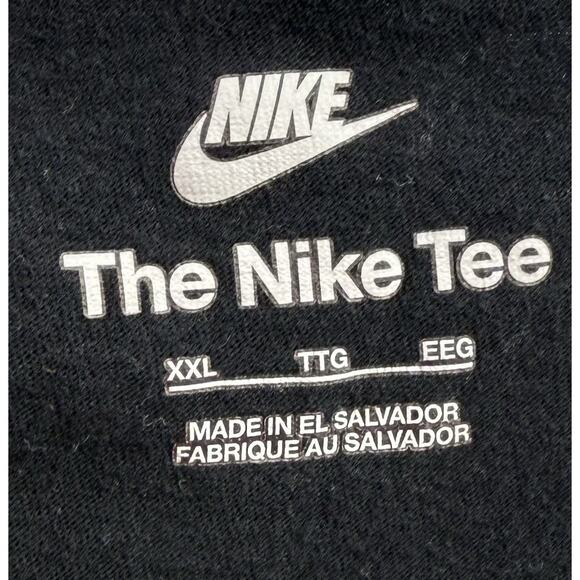 NIKE
The Nike Tee
XXL TTG EEG
MADE IN EL SALVADOR
FABRIQUE AU SALVADOR